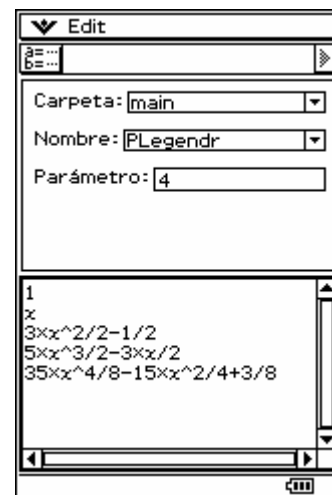 Edit
a=...
b=...
Carpeta: main
Nombre: PLegendr
Parámetro: 4
1
x
3×x^2/2-1/2
5×x^3/2-3×x/2
35×x^4/8-15×x^2/4+3/8